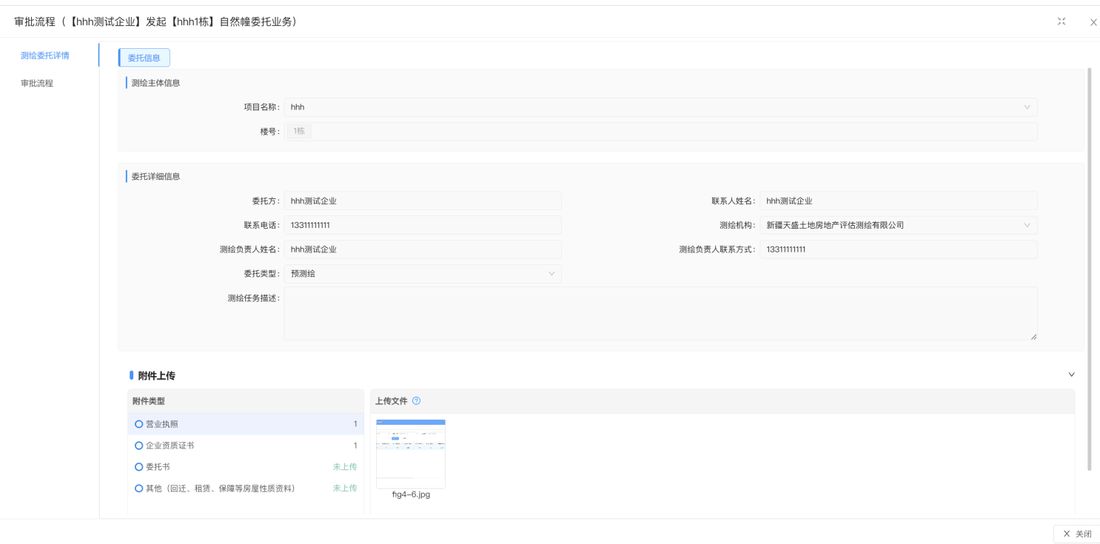 审批流程（【hhh测试企业】发起【hhh1栋】自然幢委托业务）
测绘委托详情
审批流程
委托信息
测绘主体信息
项目名称： hhh
楼号： 1栋
委托详细信息
委托方： hhh测试企业 联系人姓名： hhh测试企业
联系电话： 13311111111 测绘机构： 新疆天盛土地房地产评估测绘有限公司
测绘负责人姓名： hhh测试企业 测绘负责人联系方式： 13311111111
委托类型： 预测绘
测绘任务描述：
附件上传
附件类型 上传文件
营业执照 1
企业资质证书 1
委托书 未上传
其他（回迁、租赁、保障等房屋性质资料） 未上传
fig4-6.jpg
关闭